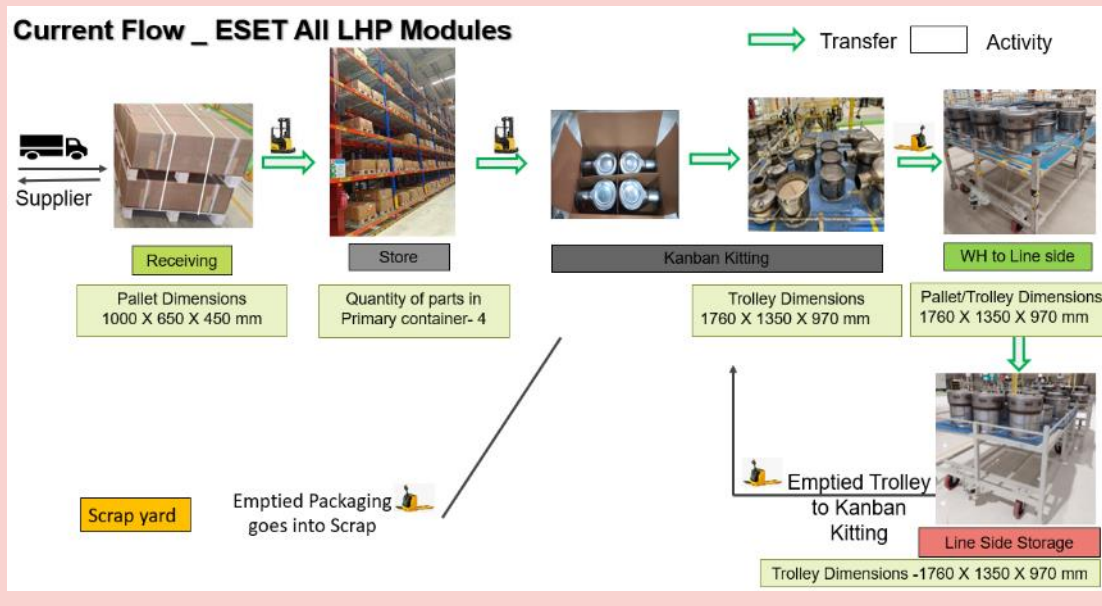 Current Flow _ ESET All LHP Modules
Transfer
Activity
Supplier
Receiving
Store
Kanban Kitting
WH to Line side
Pallet Dimensions
1000 X 650 X 450 mm
Quantity of parts in
Primary container- 4
Trolley Dimensions
1760 X 1350 X 970 mm
Pallet/Trolley Dimensions
1760 X 1350 X 970 mm
Scrap yard
Emptied Packaging
goes into Scrap
Emptied Trolley
to Kanban
Kitting
Line Side Storage
Trolley Dimensions -1760 X 1350 X 970 mm